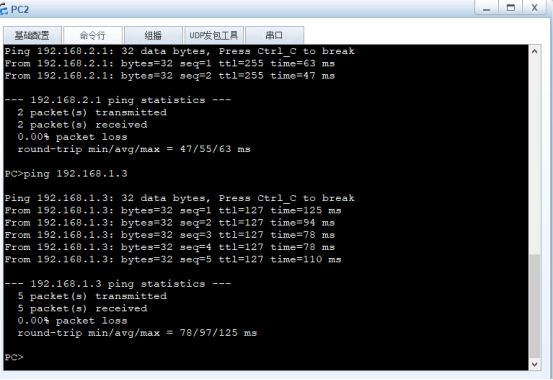 PC2
基础配置 命令行 组播 UDP发包工具 串口
Ping 192.168.2.1: 32 data bytes, Press Ctrl_C to break
From 192.168.2.1: bytes=32 seq=1 ttl=255 time=63 ms
From 192.168.2.1: bytes=32 seq=2 ttl=255 time=47 ms
--- 192.168.2.1 ping statistics ---
2 packet(s) transmitted
2 packet(s) received
0.00% packet loss
round-trip min/avg/max = 47/55/63 ms
PC>ping 192.168.1.3
Ping 192.168.1.3: 32 data bytes, Press Ctrl_C to break
From 192.168.1.3: bytes=32 seq=1 ttl=127 time=125 ms
From 192.168.1.3: bytes=32 seq=2 ttl=127 time=94 ms
From 192.168.1.3: bytes=32 seq=3 ttl=127 time=78 ms
From 192.168.1.3: bytes=32 seq=4 ttl=127 time=78 ms
From 192.168.1.3: bytes=32 seq=5 ttl=127 time=110 ms
--- 192.168.1.3 ping statistics ---
5 packet(s) transmitted
5 packet(s) received
0.00% packet loss
round-trip min/avg/max = 78/97/125 ms
PC>